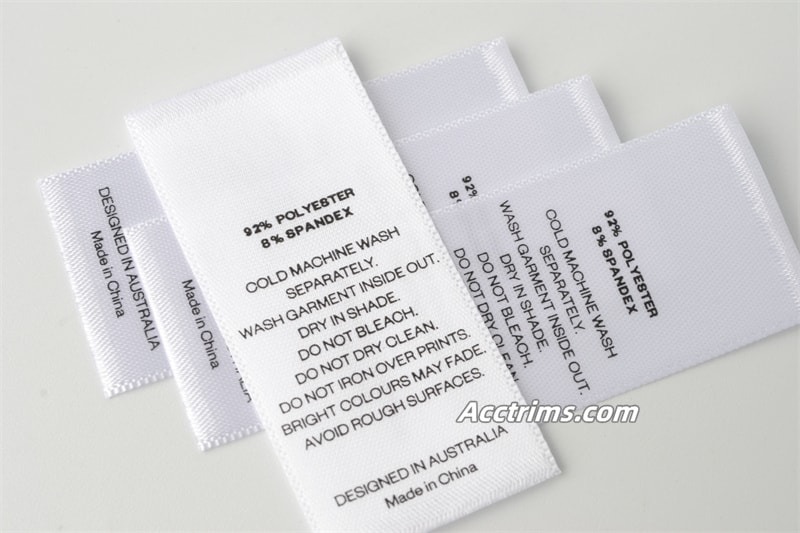 92% POLYESTER
8% SPANDEX
COLD MACHINE WASH
SEPARATELY.
WASH GARMENT INSIDE OUT.
DRY IN SHADE.
DO NOT BLEACH.
DO NOT DRY CLEAN.
DO NOT IRON OVER PRINTS.
BRIGHT COLOURS MAY FADE.
AVOID ROUGH SURFACES.
DESIGNED IN AUSTRALIA
Made in China
DESIGNED IN AUSTRALIA
Made in China
Made in China
92%
8%
92% POLYESTER
8% SPANDEX
COLD MACHINE WASH
SEPARATELY.
WASH GARMENT INSIDE OUT.
DRY IN SHADE.
DO NOT BLEACH.
DO NOT DRY CLEAN
Acctrims.com